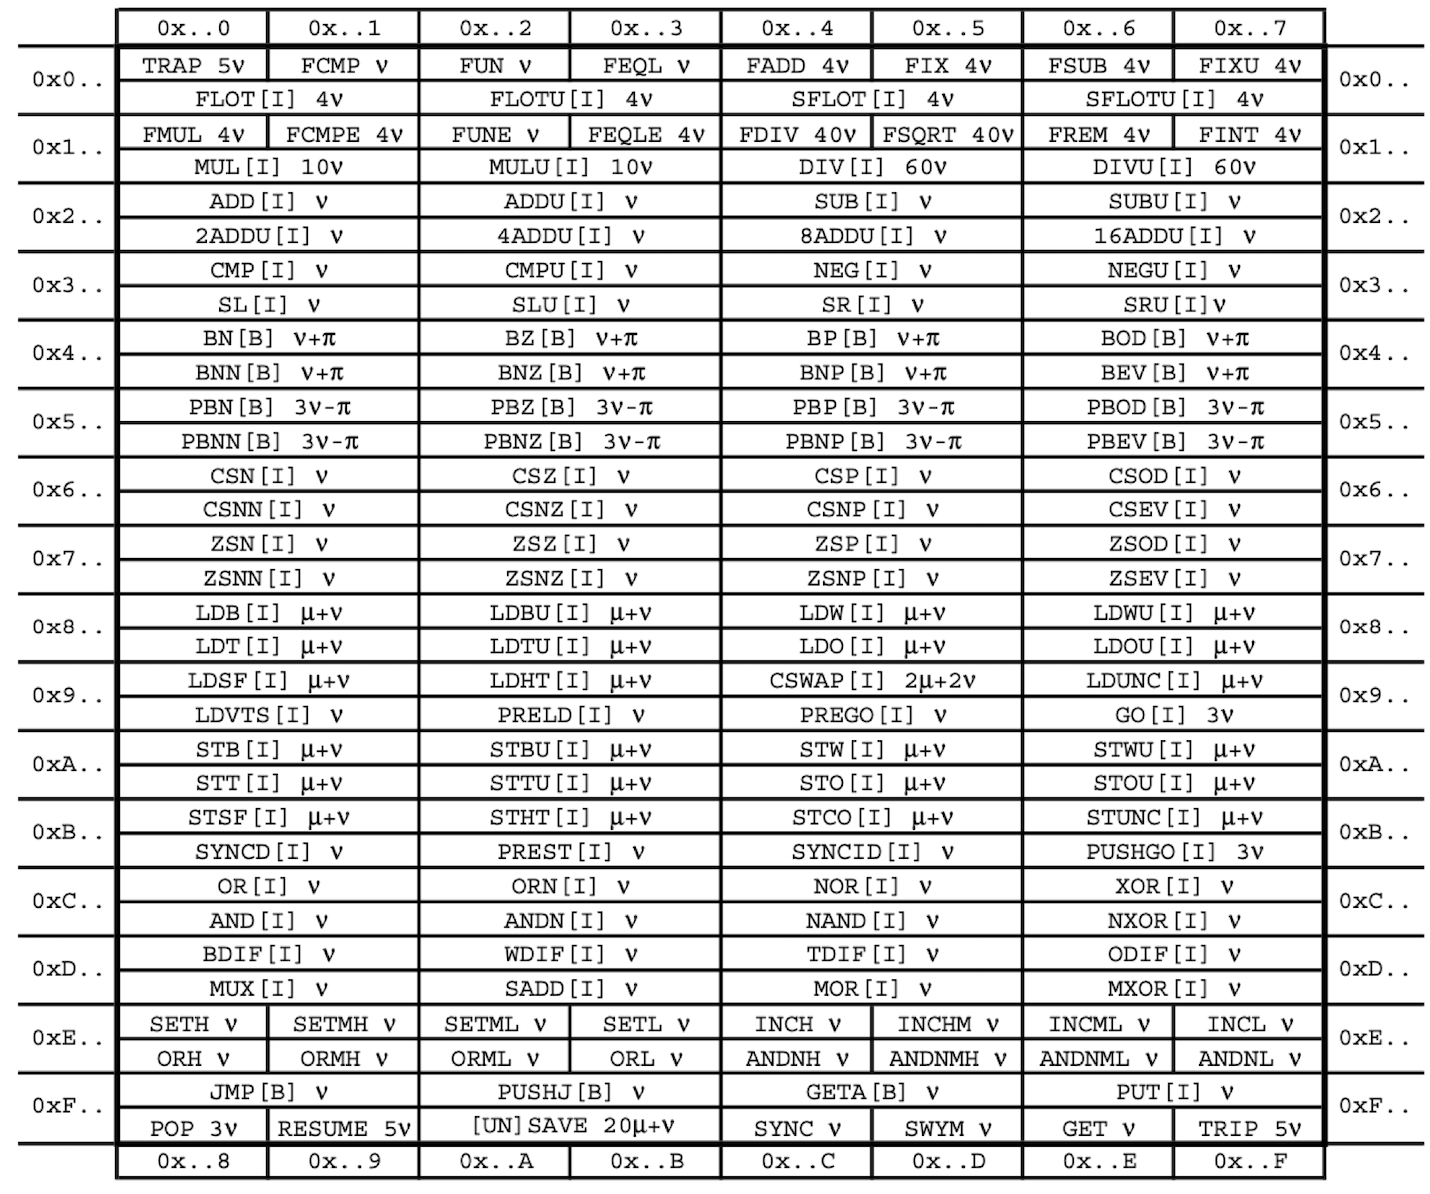 0x..0 0x..1 0x..2 0x..3 0x..4 0x..5 0x..6 0x..7
0x0.. TRAP 5ν FCMP ν FUN ν FEQL ν FADD 4ν FIX 4ν FSUB 4ν FIXU 4ν 0x0..
FLOT[I] 4ν FLOTU[I] 4ν SFLOT[I] 4ν SFLOTU[I] 4ν
0x1.. FMUL 4ν FCMPE 4ν FUNE ν FEQLE 4ν FDIV 40ν FSQRT 40ν FREM 4ν FINT 4ν 0x1..
MUL[I] 10ν MULU[I] 10ν DIV[I] 60ν DIVU[I] 60ν
0x2.. ADD[I] ν ADDU[I] ν SUB[I] ν SUBU[I] ν 0x2..
2ADDU[I] ν 4ADDU[I] ν 8ADDU[I] ν 16ADDU[I] ν
0x3.. CMP[I] ν CMPU[I] ν NEG[I] ν NEGU[I] ν 0x3..
SL[I] ν SLU[I] ν SR[I] ν SRU[I]ν
0x4.. BN[B] ν+π BZ[B] ν+π BP[B] ν+π BOD[B] ν+π 0x4..
BNN[B] ν+π BNZ[B] ν+π BNP[B] ν+π BEV[B] ν+π
0x5.. PBN[B] 3ν-π PBZ[B] 3ν-π PBP[B] 3ν-π PBOD[B] 3ν-π 0x5..
PBNN[B] 3ν-π PBNZ[B] 3ν-π PBNP[B] 3ν-π PBEV[B] 3ν-π
0x6.. CSN[I] ν CSZ[I] ν CSP[I] ν CSOD[I] ν 0x6..
CSNN[I] ν CSNZ[I] ν CSNP[I] ν CSEV[I] ν
0x7.. ZSN[I] ν ZSZ[I] ν ZSP[I] ν ZSOD[I] ν 0x7..
ZSNN[I] ν ZSNZ[I] ν ZSNP[I] ν ZSEV[I] ν
0x8.. LDB[I] μ+ν LDBU[I] μ+ν LDW[I] μ+ν LDWU[I] μ+ν 0x8..
LDT[I] μ+ν LDTU[I] μ+ν LDO[I] μ+ν LDOU[I] μ+ν
0x9.. LDSF[I] μ+ν LDHT[I] μ+ν CSWAP[I] 2μ+2ν LDUNC[I] μ+ν 0x9..
LDVTS[I] ν PRELD[I] ν PREGO[I] ν GO[I] 3ν
0xA.. STB[I] μ+ν STBU[I] μ+ν STW[I] μ+ν STWU[I] μ+ν 0xA..
STT[I] μ+ν STTU[I] μ+ν STO[I] μ+ν STOU[I] μ+ν
0xB.. STSF[I] μ+ν STHT[I] μ+ν STCO[I] μ+ν STUNC[I] μ+ν 0xB..
SYNCD[I] ν PREST[I] ν SYNCID[I] ν PUSHGO[I] 3ν
0xC.. OR[I] ν ORN[I] ν NOR[I] ν XOR[I] ν 0xC..
AND[I] ν ANDN[I] ν NAND[I] ν NXOR[I] ν
0xD.. BDIF[I] ν WDIF[I] ν TDIF[I] ν ODIF[I] ν 0xD..
MUX[I] ν SADD[I] ν MOR[I] ν MXOR[I] ν
0xE.. SETH ν SETMH ν SETML ν SETL ν INCH ν INCHM ν INCML ν INCL ν 0xE..
ORH ν ORMH ν ORML ν ORL ν ANDNH ν ANDNMH ν ANDNML ν ANDNL ν
0xF.. JMP[B] ν PUSHJ[B] ν GETA[B] ν PUT[I] ν 0xF..
POP 3ν RESUME 5ν [UN]SAVE 20μ+ν SYNC ν SWYM ν GET ν TRIP 5ν
0x..8 0x..9 0x..A 0x..B 0x..C 0x..D 0x..E 0x..F